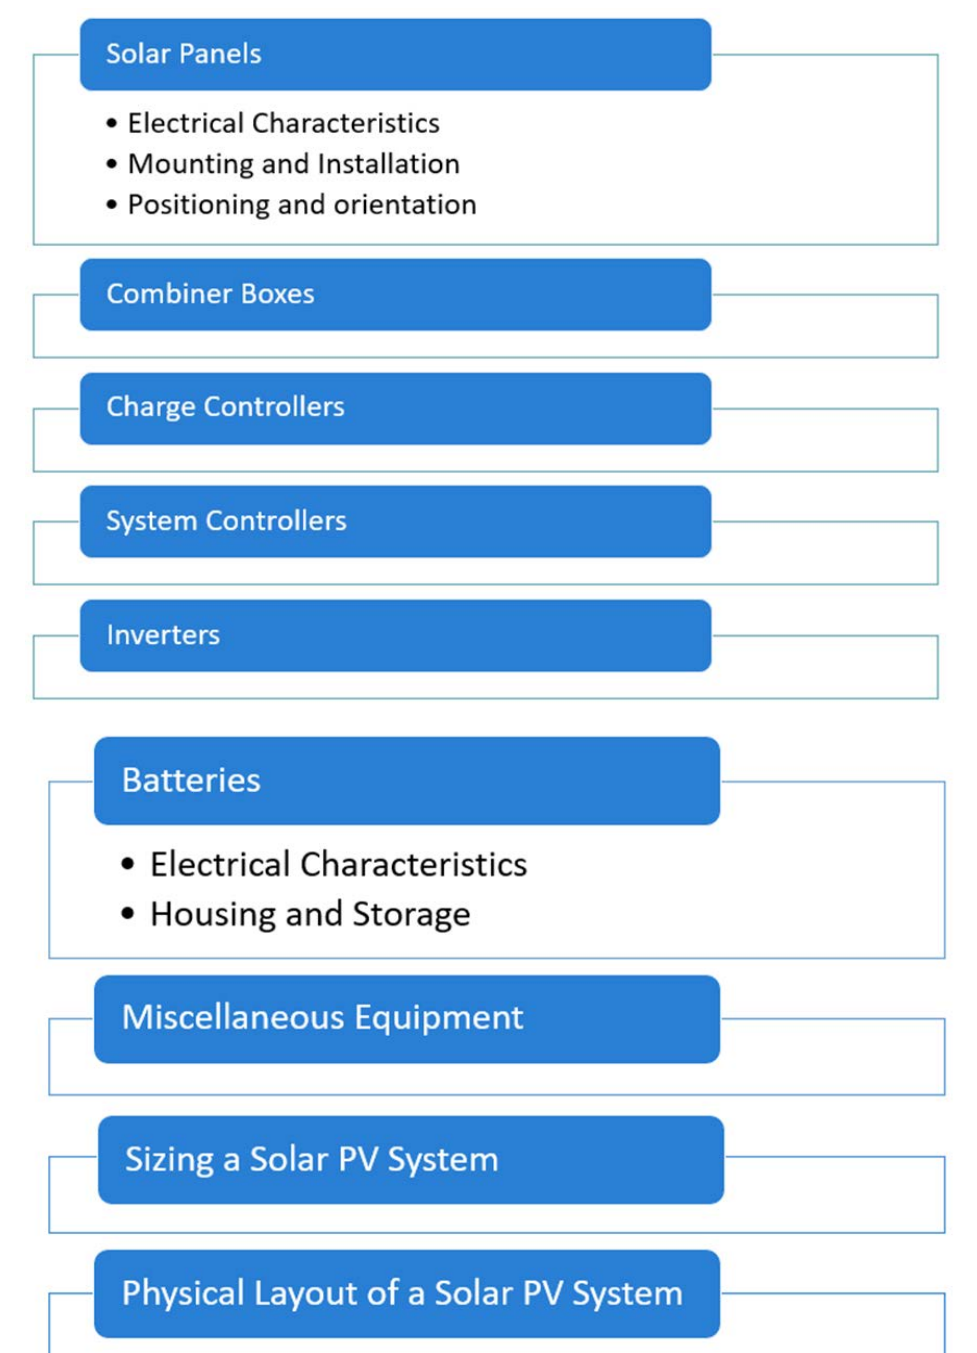 Solar Panels
• Electrical Characteristics
• Mounting and Installation
• Positioning and orientation
Combiner Boxes
Charge Controllers
System Controllers
Inverters
Batteries
• Electrical Characteristics
• Housing and Storage
Miscellaneous Equipment
Sizing a Solar PV System
Physical Layout of a Solar PV System